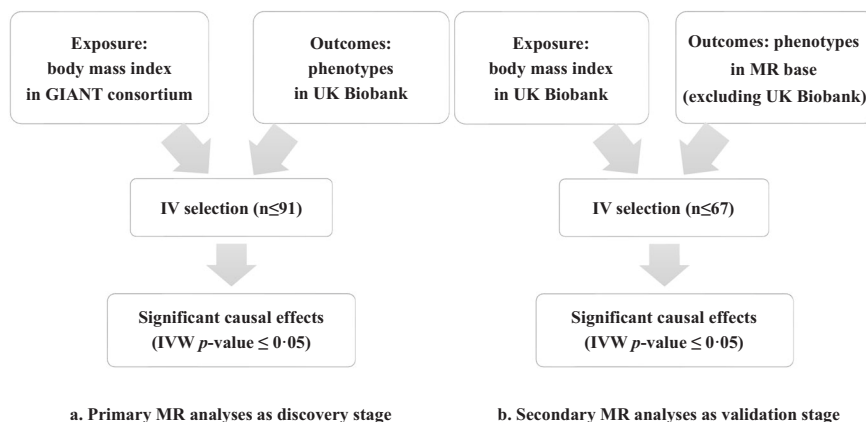 Exposure:
body mass index
in GIANT consortium
Outcomes:
phenotypes
in UK Biobank
IV selection (n≤91)
Significant causal effects
(IVW p-value ≤ 0·05)
a. Primary MR analyses as discovery stage
Exposure:
body mass index
in UK Biobank
Outcomes: phenotypes
in MR base
(excluding UK Biobank)
IV selection (n≤67)
Significant causal effects
(IVW p-value ≤ 0·05)
b. Secondary MR analyses as validation stage